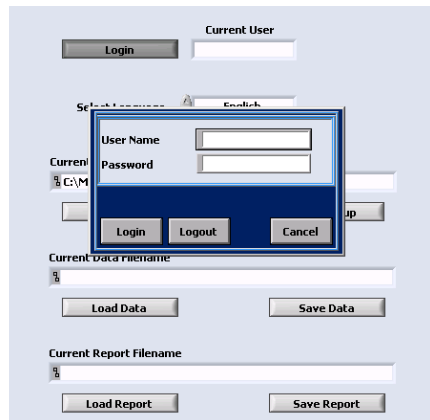 Current User
Login
English
User Name
Password
Current
C:\M
up
Login Logout Cancel
Current Data Filename
Load Data Save Data
Current Report Filename
Load Report Save Report